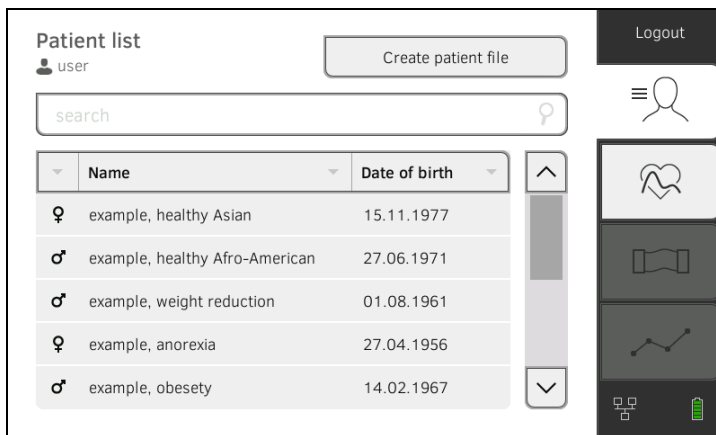 Patient list
user
Create patient file
Logout
search
Name Date of birth
example, healthy Asian 15.11.1977
example, healthy Afro-American 27.06.1971
example, weight reduction 01.08.1961
example, anorexia 27.04.1956
example, obesety 14.02.1967